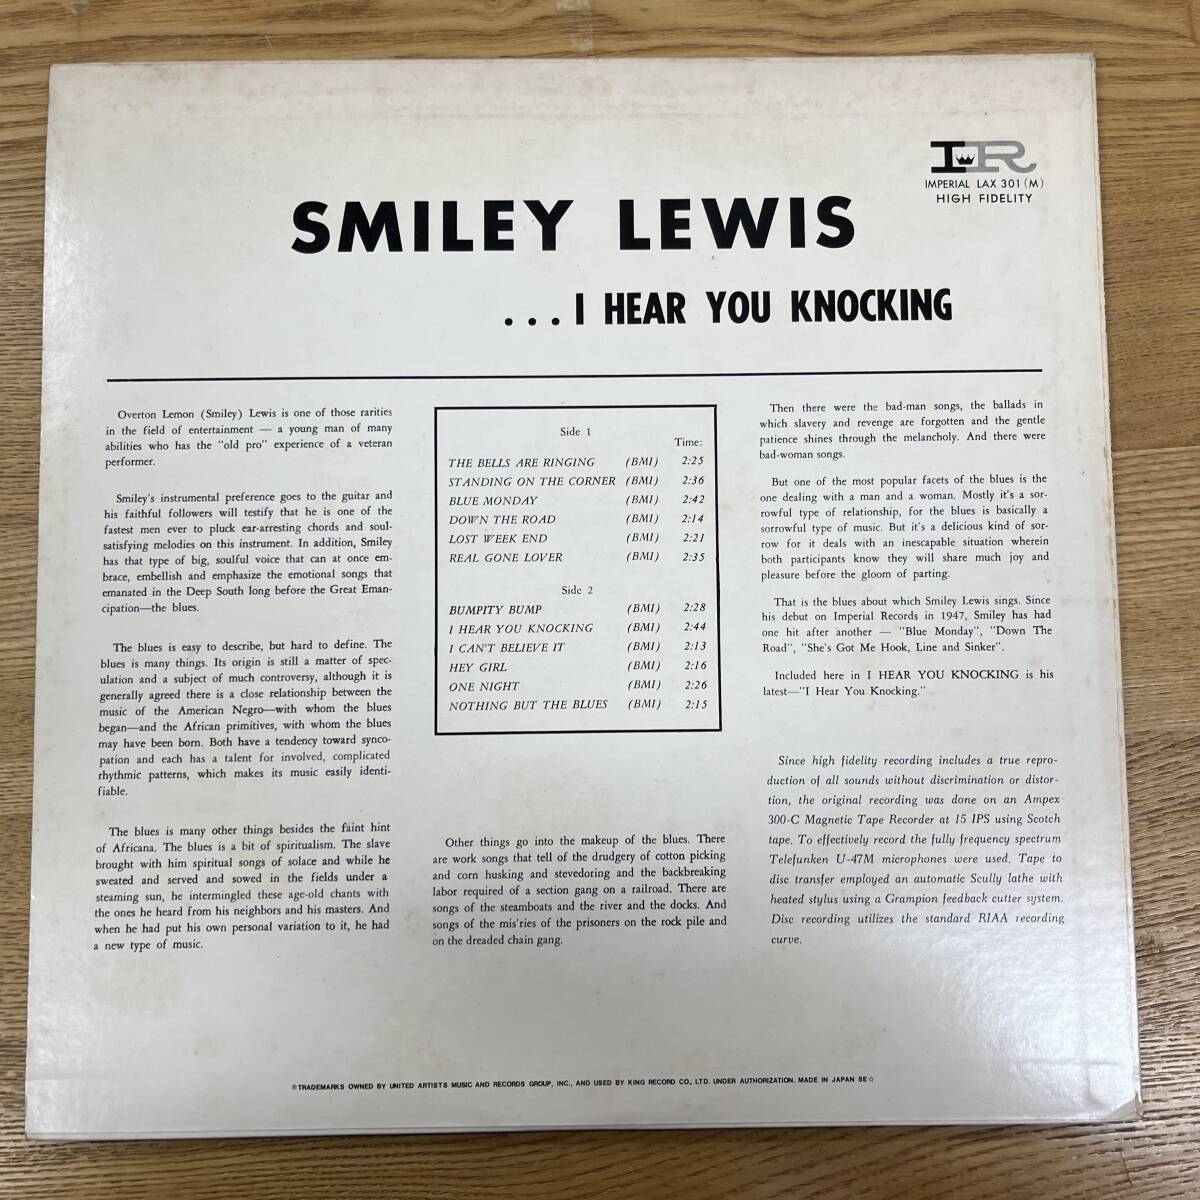 IR
IMPERIAL LAX 301 (M)
HIGH FIDELITY
SMILEY LEWIS
...I HEAR YOU KNOCKING
Overton Lemon (Smiley) Lewis is one of those rarities
in the field of entertainment — a young man of many
abilities who has the "old pro" experience of a veteran
performer.
Smiley's instrumental preference goes to the guitar and
his faithful followers will testify that he is one of the
fastest men ever to pluck ear-arresting chords and soul-
satisfying melodies on this instrument. In addition, Smiley
has that type of big, soulful voice that can at once em-
brace, embellish and emphasize the emotional songs that
emanated in the Deep South long before the Great Eman-
cipation—the blues.
The blues is easy to describe, but hard to define. The
blues is many things. Its origin is still a matter of spec-
ulation and a subject of much controversy, although it is
generally agreed there is a close relationship between the
music of the American Negro—with whom the blues
began—and the African primitives, with whom the blues
may have been born. Both have a tendency toward synco-
pation and each has a talent for involved, complicated
rhythmic patterns, which makes its music easily identi-
fiable.
The blues is many other things besides the faint hint
of Africana. The blues is a bit of spiritualism. The slave
brought with him spiritual songs of solace and while he
sweated and served and sowed in the fields under a
steaming sun, he intermingled these age-old chants with
the ones he heard from his neighbors and his masters. And
when he had put his own personal variation to it, he had
a new type of music.
Side 1
Time:
THE BELLS ARE RINGING (BMI) 2:25
STANDING ON THE CORNER (BMI) 2:36
BLUE MONDAY (BMI) 2:42
DOWN THE ROAD (BMI) 2:14
LOST WEEK END (BMI) 2:21
REAL GONE LOVER (BMI) 2:35
Side 2
BUMPITY BUMP (BMI) 2:28
I HEAR YOU KNOCKING (BMI) 2:44
I CAN'T BELIEVE IT (BMI) 2:13
HEY GIRL (BMI) 2:16
ONE NIGHT (BMI) 2:26
NOTHING BUT THE BLUES (BMI) 2:15
Other things go into the makeup of the blues. There
are work songs that tell of the drudgery of cotton picking
and corn husking and stevedoring and the backbreaking
labor required of a section gang on a railroad. There are
songs of the steamboats and the river and the docks. And
songs of the mis'ries of the prisoners on the rock pile and
on the dreaded chain gang.
Then there were the bad-man songs, the ballads in
which slavery and revenge are forgotten and the gentle
patience shines through the melancholy. And there were
bad-woman songs.
But one of the most popular facets of the blues is the
one dealing with a man and a woman. Mostly it's a sor-
rowful type of relationship, for the blues is basically a
sorrowful type of music. But it's a delicious kind of sor-
row for it deals with an inescapable situation wherein
both participants know they will share much joy and
pleasure before the gloom of parting.
That is the blues about which Smiley Lewis sings. Since
his debut on Imperial Records in 1947, Smiley has had
one hit after another — "Blue Monday", "Down The
Road", "She's Got Me Hook, Line and Sinker".
Included here in I HEAR YOU KNOCKING is his
latest—"I Hear You Knocking."
Since high fidelity recording includes a true repro-
duction of all sounds without discrimination or distor-
tion, the original recording was done on an Ampex
300-C Magnetic Tape Recorder at 15 IPS using Scotch
tape. To effectively record the fully frequency spectrum
Telefunken U-47M microphones were used. Tape to
disc transfer employed an automatic Scully lathe with
heated stylus using a Grampion feedback cutter system.
Disc recording utilizes the standard RIAA recording
curve.
®TRADEMARKS OWNED BY UNITED ARTISTS MUSIC AND RECORDS GROUP, INC., AND USED BY KING RECORD CO., LTD. UNDER AUTHORIZATION. MADE IN JAPAN SE☆